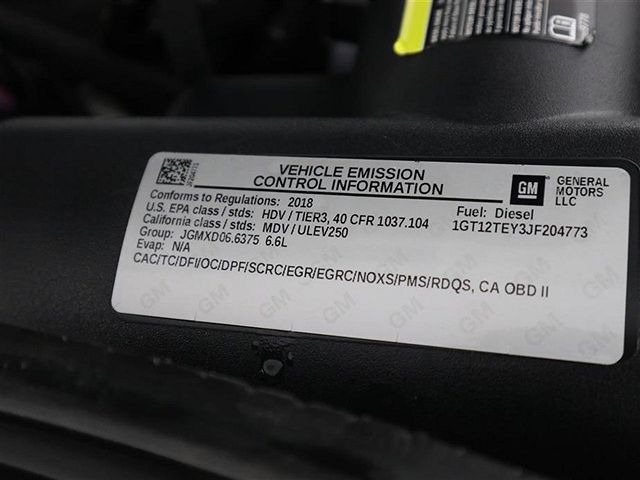 VEHICLE EMISSION
CONTROL INFORMATION
GM
GENERAL
MOTORS
LLC
Conforms to Regulations: 2018
U.S. EPA class / stds: HDV / TIER3, 40 CFR 1037.104
California class / stds: MDV / ULEV250
Group: JGMXD06.6375 6.6L
Evap: N/A
Fuel: Diesel
1GT12TEY3JF204773
CAC/TC/DFI/OC/DPF/SCRC/EGR/EGRC/NOXS/PMS/RDQS, CA OBD II